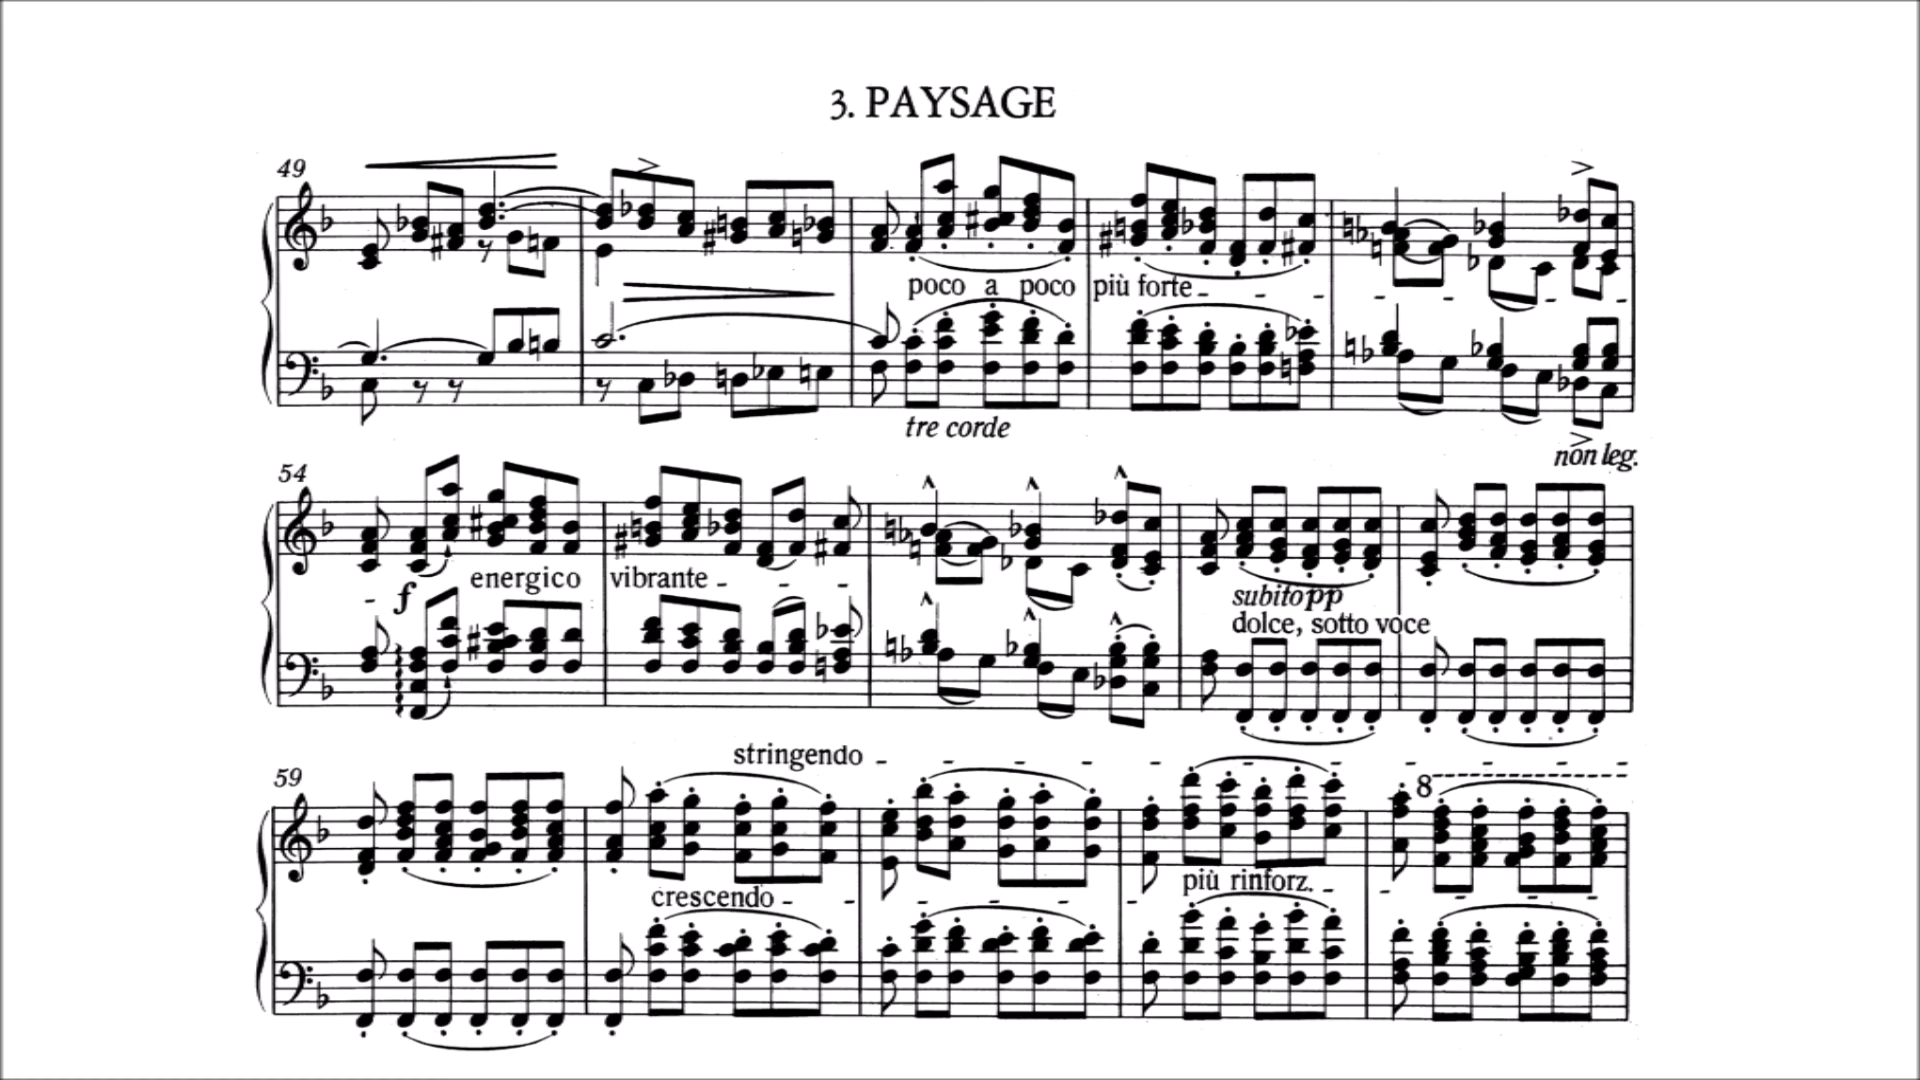 3. PAYSAGE
49
poco a poco più forte
tre corde
non leg.
54
f energico vibrante
subito pp
dolce, sotto voce
stringendo
59
8
crescendo
più rinforz.